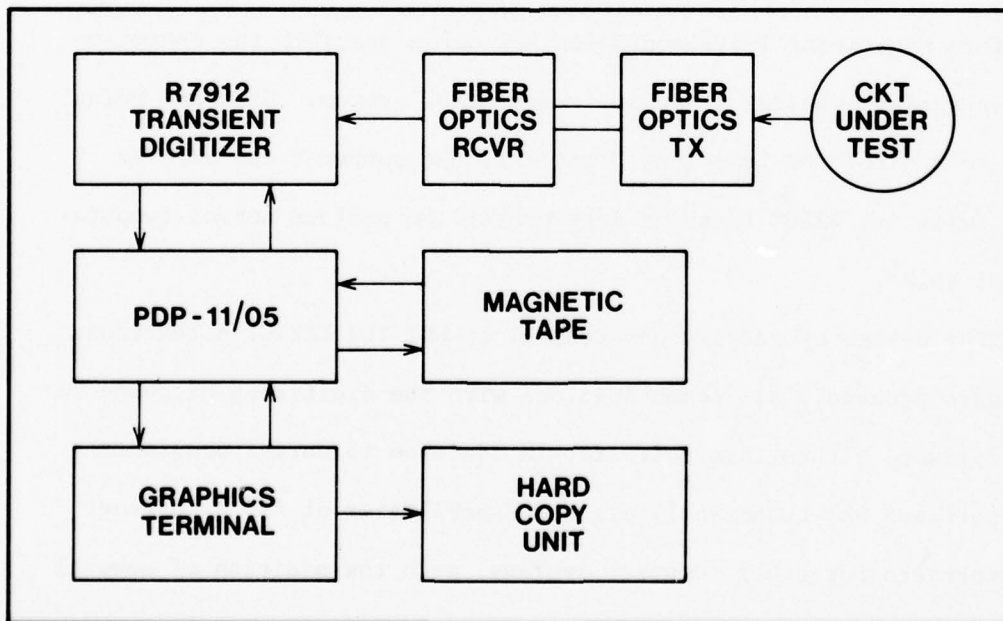 R7912
TRANSIENT
DIGITIZER
FIBER
OPTICS
RCVR
FIBER
OPTICS
TX
CKT
UNDER
TEST
PDP-11/05
MAGNETIC
TAPE
GRAPHICS
TERMINAL
HARD
COPY
UNIT